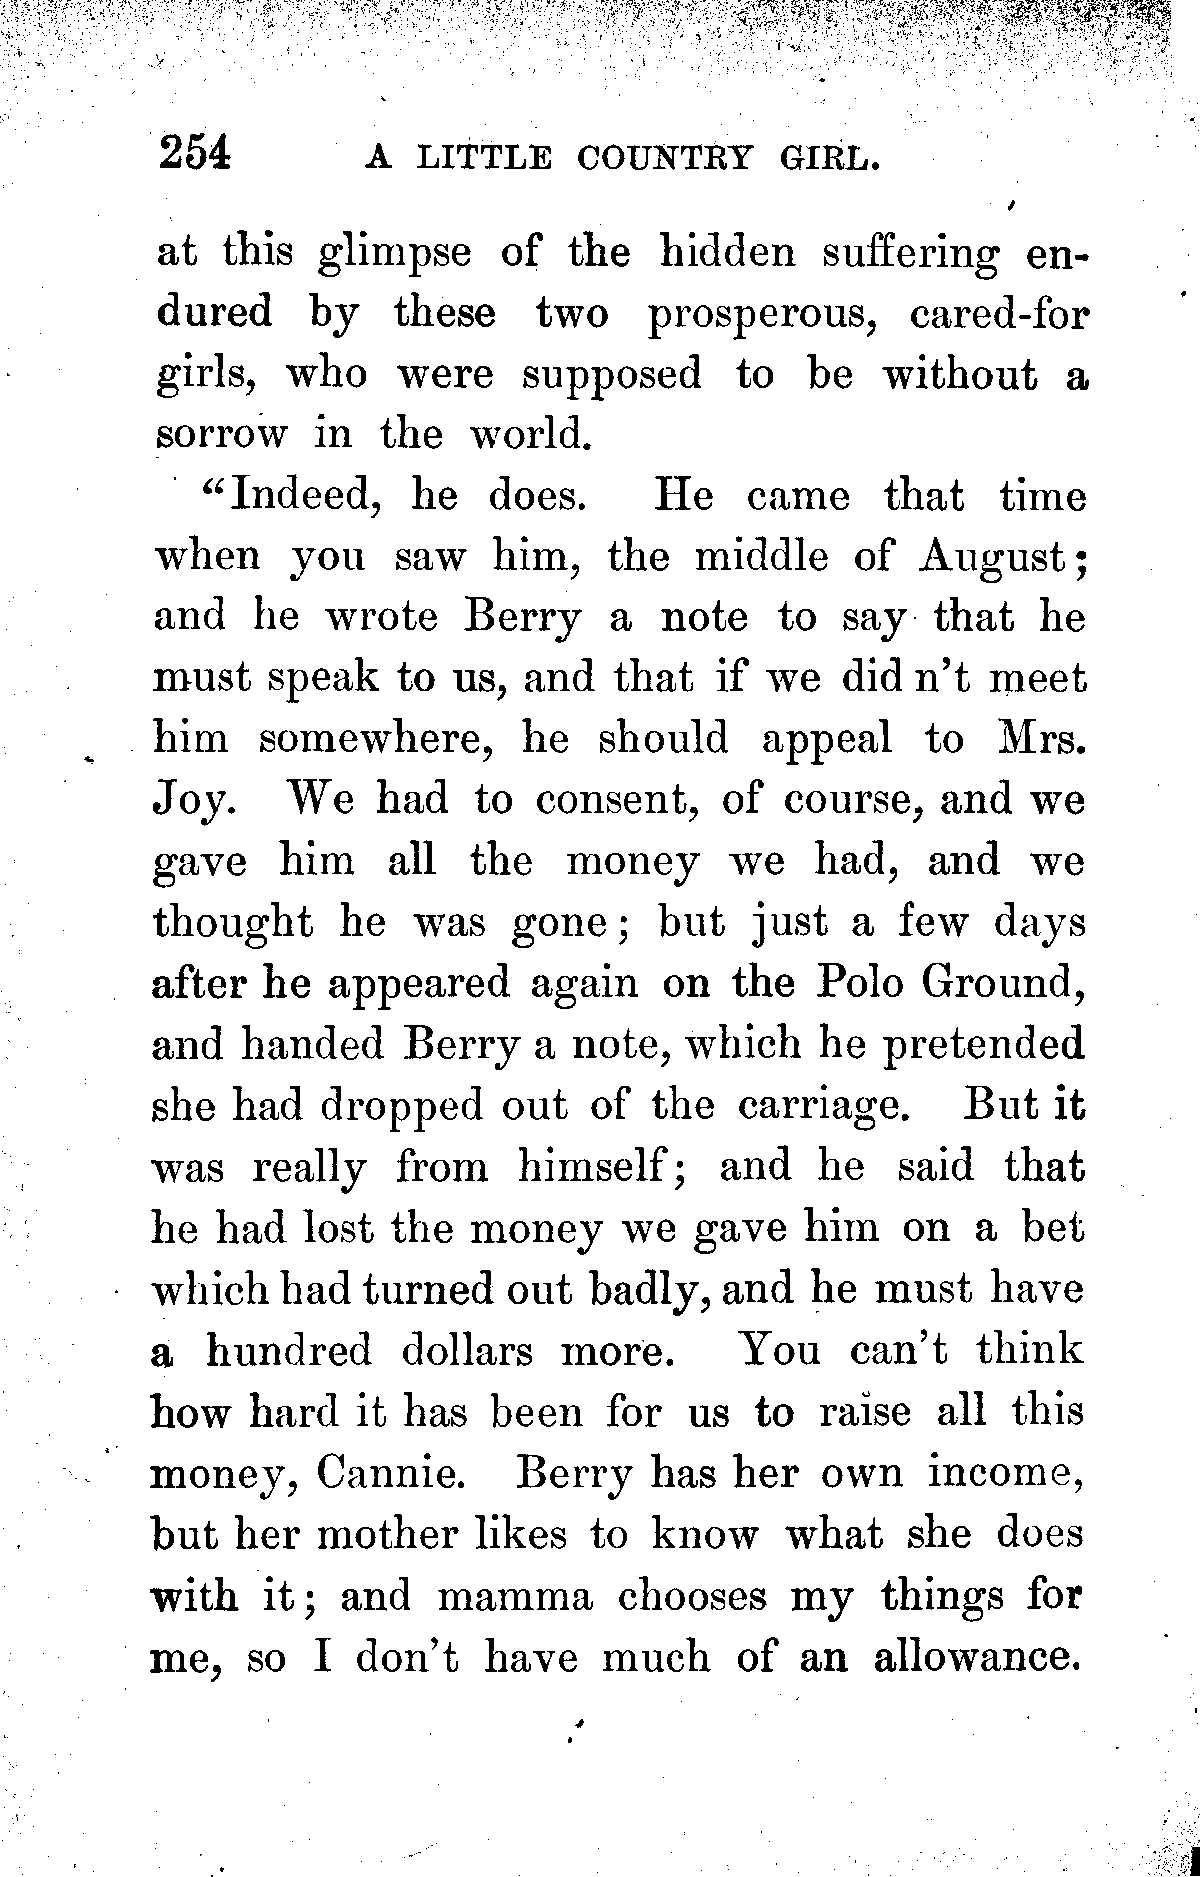 254 A LITTLE COUNTRY GIRL.
at this glimpse of the hidden suffering en-
dured by these two prosperous, cared-for
girls, who were supposed to be without a
sorrow in the world.
"Indeed, he does. He came that time
when you saw him, the middle of August;
and he wrote Berry a note to say that he
must speak to us, and that if we did n't meet
him somewhere, he should appeal to Mrs.
Joy. We had to consent, of course, and we
gave him all the money we had, and we
thought he was gone; but just a few days
after he appeared again on the Polo Ground,
and handed Berry a note, which he pretended
she had dropped out of the carriage. But it
was really from himself; and he said that
he had lost the money we gave him on a bet
which had turned out badly, and he must have
a hundred dollars more. You can't think
how hard it has been for us to raise all this
money, Cannie. Berry has her own income,
but her mother likes to know what she does
with it; and mamma chooses my things for
me, so I don't have much of an allowance.